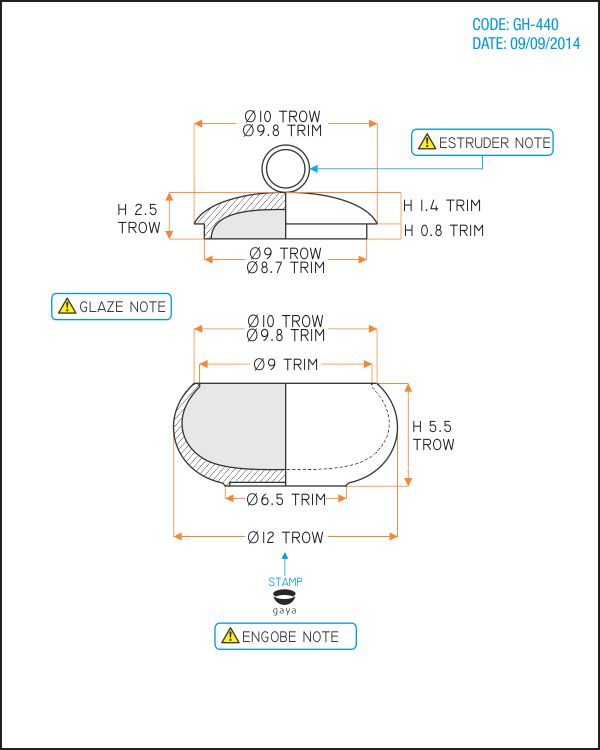 CODE: GH-440
DATE: 09/09/2014
Ø10 TROW
Ø9.8 TRIM
ESTRUDER NOTE
H 2.5
TROW
H 1.4 TRIM
H 0.8 TRIM
Ø9 TROW
Ø8.7 TRIM
GLAZE NOTE
Ø10 TROW
Ø9.8 TRIM
Ø9 TRIM
H 5.5
TROW
Ø6.5 TRIM
Ø12 TROW
STAMP
gaya
ENGOBE NOTE